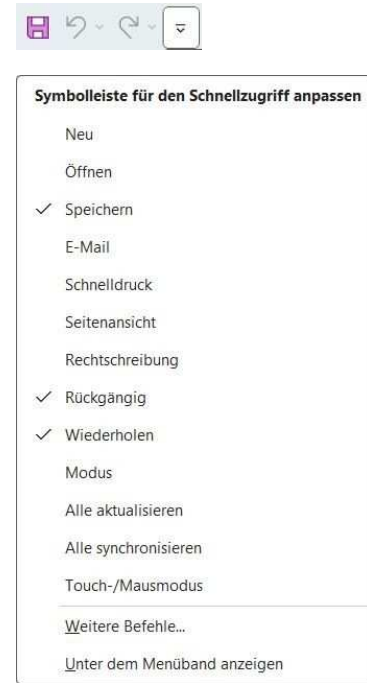 Symbolleiste für den Schnellzugriff anpassen
Neu
Öffnen
Speichern
E-Mail
Schnelldruck
Seitenansicht
Rechtschreibung
Rückgängig
Wiederholen
Modus
Alle aktualisieren
Alle synchronisieren
Touch-/Mausmodus
Weitere Befehle...
Unter dem Menüband anzeigen